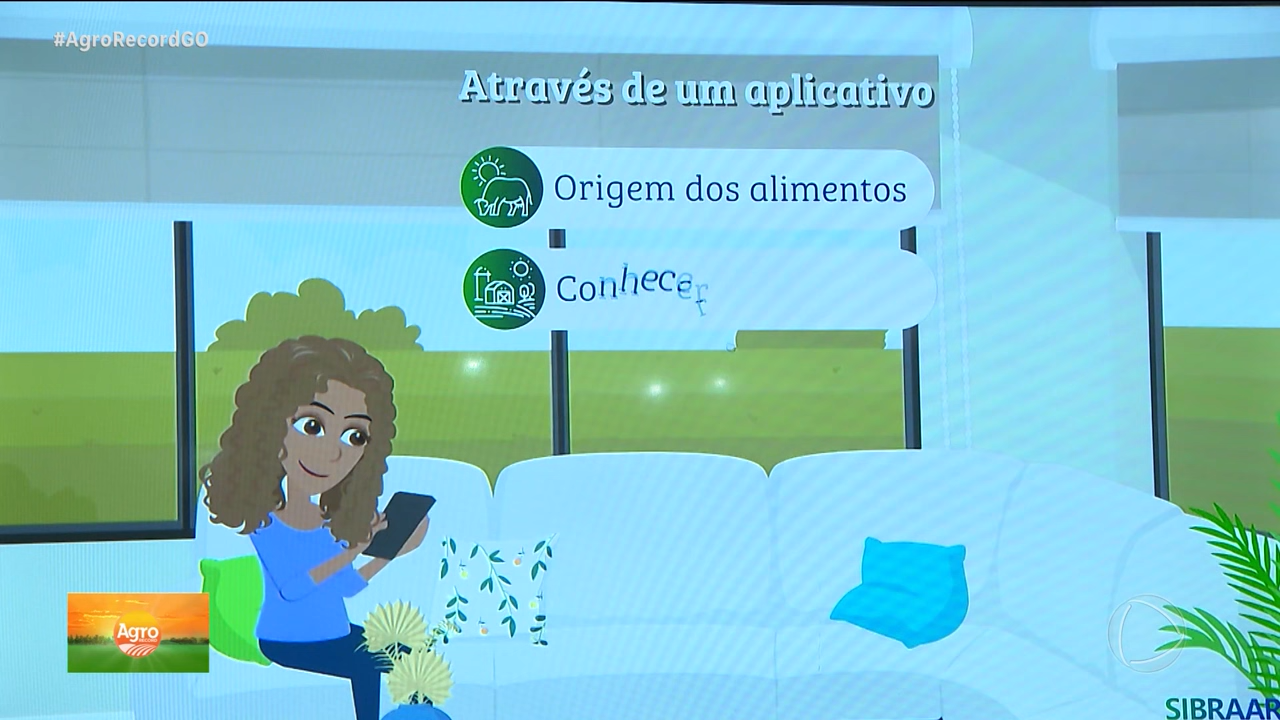 #AgroRecordGO
Através de um aplicativo
Origem dos alimentos
Conhecer
Agro
SIBRAAR